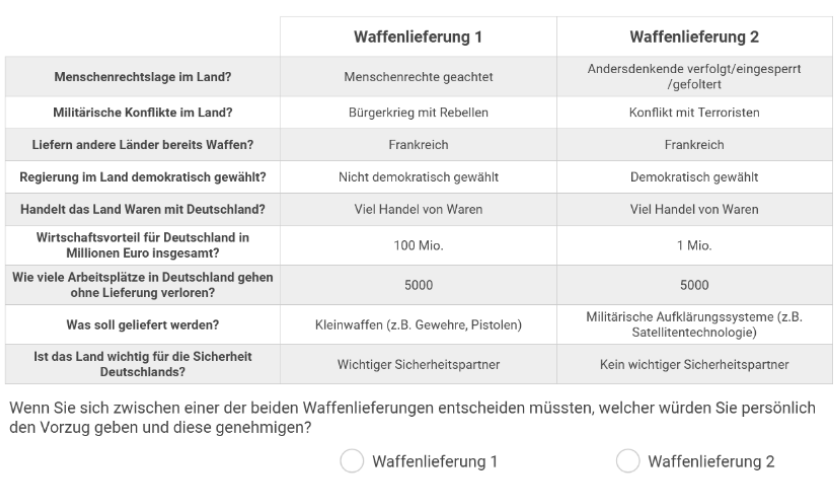 Waffenlieferung 1 Waffenlieferung 2
Menschenrechtslage im Land? Menschenrechte geachtet Andersdenkende verfolgt/eingesperrt
/gefoltert
Militärische Konflikte im Land? Bürgerkrieg mit Rebellen Konflikt mit Terroristen
Liefern andere Länder bereits Waffen? Frankreich Frankreich
Regierung im Land demokratisch gewählt? Nicht demokratisch gewählt Demokratisch gewählt
Handelt das Land Waren mit Deutschland? Viel Handel von Waren Viel Handel von Waren
Wirtschaftsvorteil für Deutschland in
Millionen Euro insgesamt? 100 Mio. 1 Mio.
Wie viele Arbeitsplätze in Deutschland gehen
ohne Lieferung verloren? 5000 5000
Was soll geliefert werden? Kleinwaffen (z.B. Gewehre, Pistolen) Militärische Aufklärungssysteme (z.B.
Satellitentechnologie)
Ist das Land wichtig für die Sicherheit
Deutschlands? Wichtiger Sicherheitspartner Kein wichtiger Sicherheitspartner
Wenn Sie sich zwischen einer der beiden Waffenlieferungen entscheiden müssten, welcher würden Sie persönlich
den Vorzug geben und diese genehmigen?
Waffenlieferung 1 Waffenlieferung 2